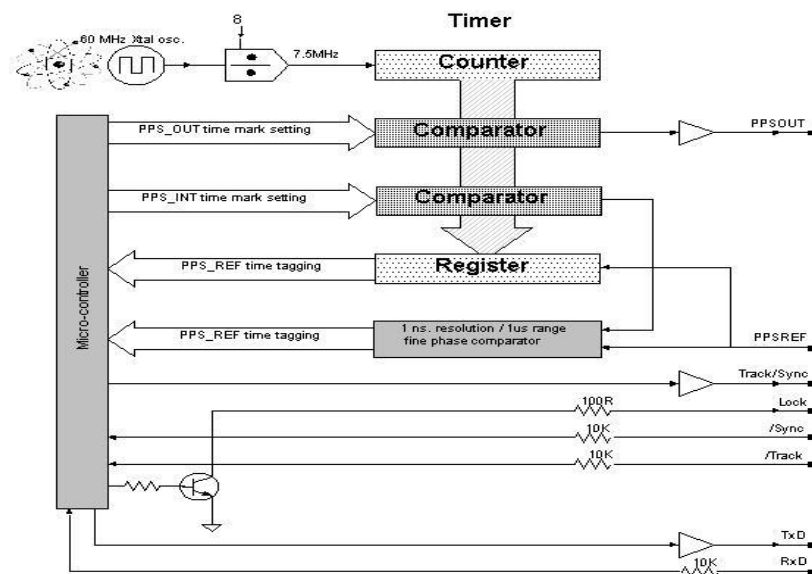 Timer
8
60 MHz Xtal osc.
7.5MHz
Counter
PPS_OUT time mark setting
Comparator
PPSOUT
PPS_INT time mark setting
Comparator
PPS_REF time tagging
Register
Micro-controller
PPS_REF time tagging
1 ns. resolution / 1us range
fine phase comparator
PPSREF
Track/Sync
100R
Lock
10K
/Sync
10K
/Track
TxD
10K
RxD